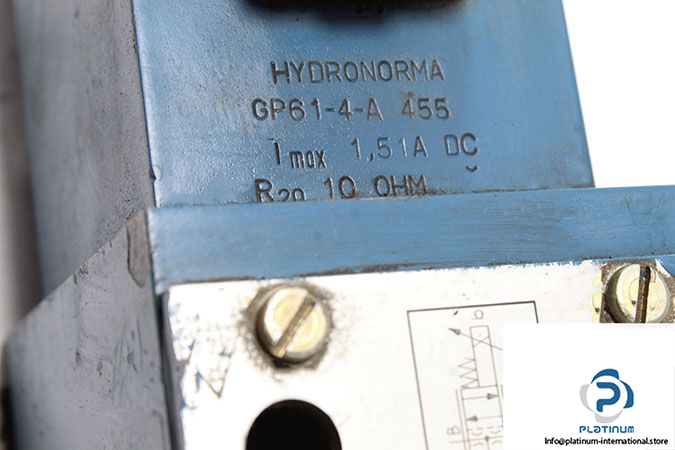 HYDRONORMA
GP61-4-A 455
Imax 1,51A DC
R20 10 OHM
b
B
PLATINUM
Info@platinum-international.store